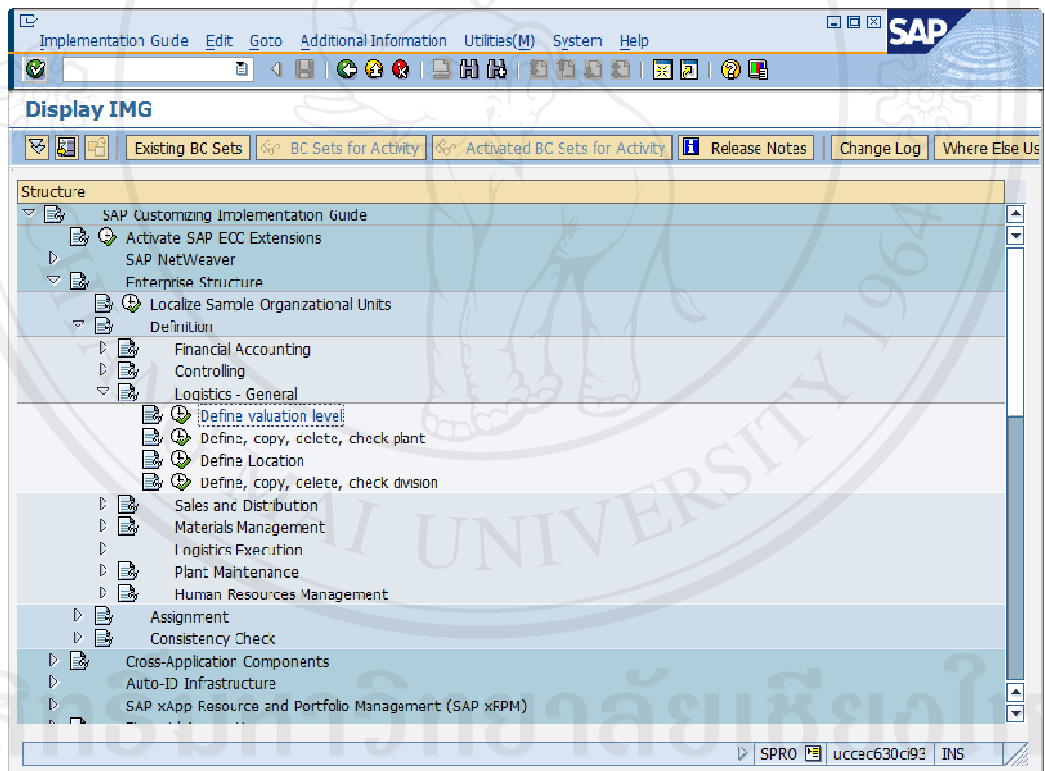 Implementation Guide Edit Goto Additional Information Utilities(M) System Help
SAP
Display IMG
Existing BC Sets BC Sets for Activity Activated BC Sets for Activity Release Notes Change Log Where Else Us
Structure
SAP Customizing Implementation Guide
Activate SAP ECC Extensions
SAP NetWeaver
Enterprise Structure
Localize Sample Organizational Units
Definition
Financial Accounting
Controlling
Logistics - General
Define valuation level
Define, copy, delete, check plant
Define Location
Define, copy, delete, check division
Sales and Distribution
Materials Management
Logistics Execution
Plant Maintenance
Human Resources Management
Assignment
Consistency Check
Cross-Application Components
Auto-ID Infrastructure
SAP xApp Resource and Portfolio Management (SAP xRPM)
SPRO uccec630ci93 INS
MAI UNIVERSITY 1964